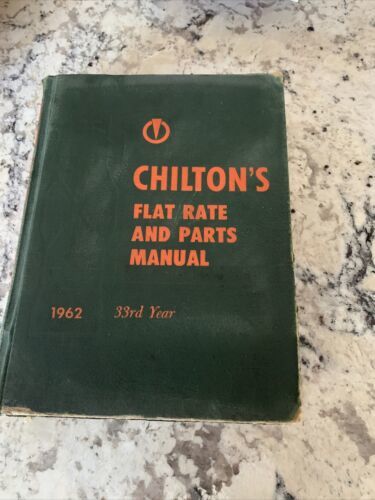 CHILTON'S
FLAT RATE
AND PARTS
MANUAL
1962 33rd Year